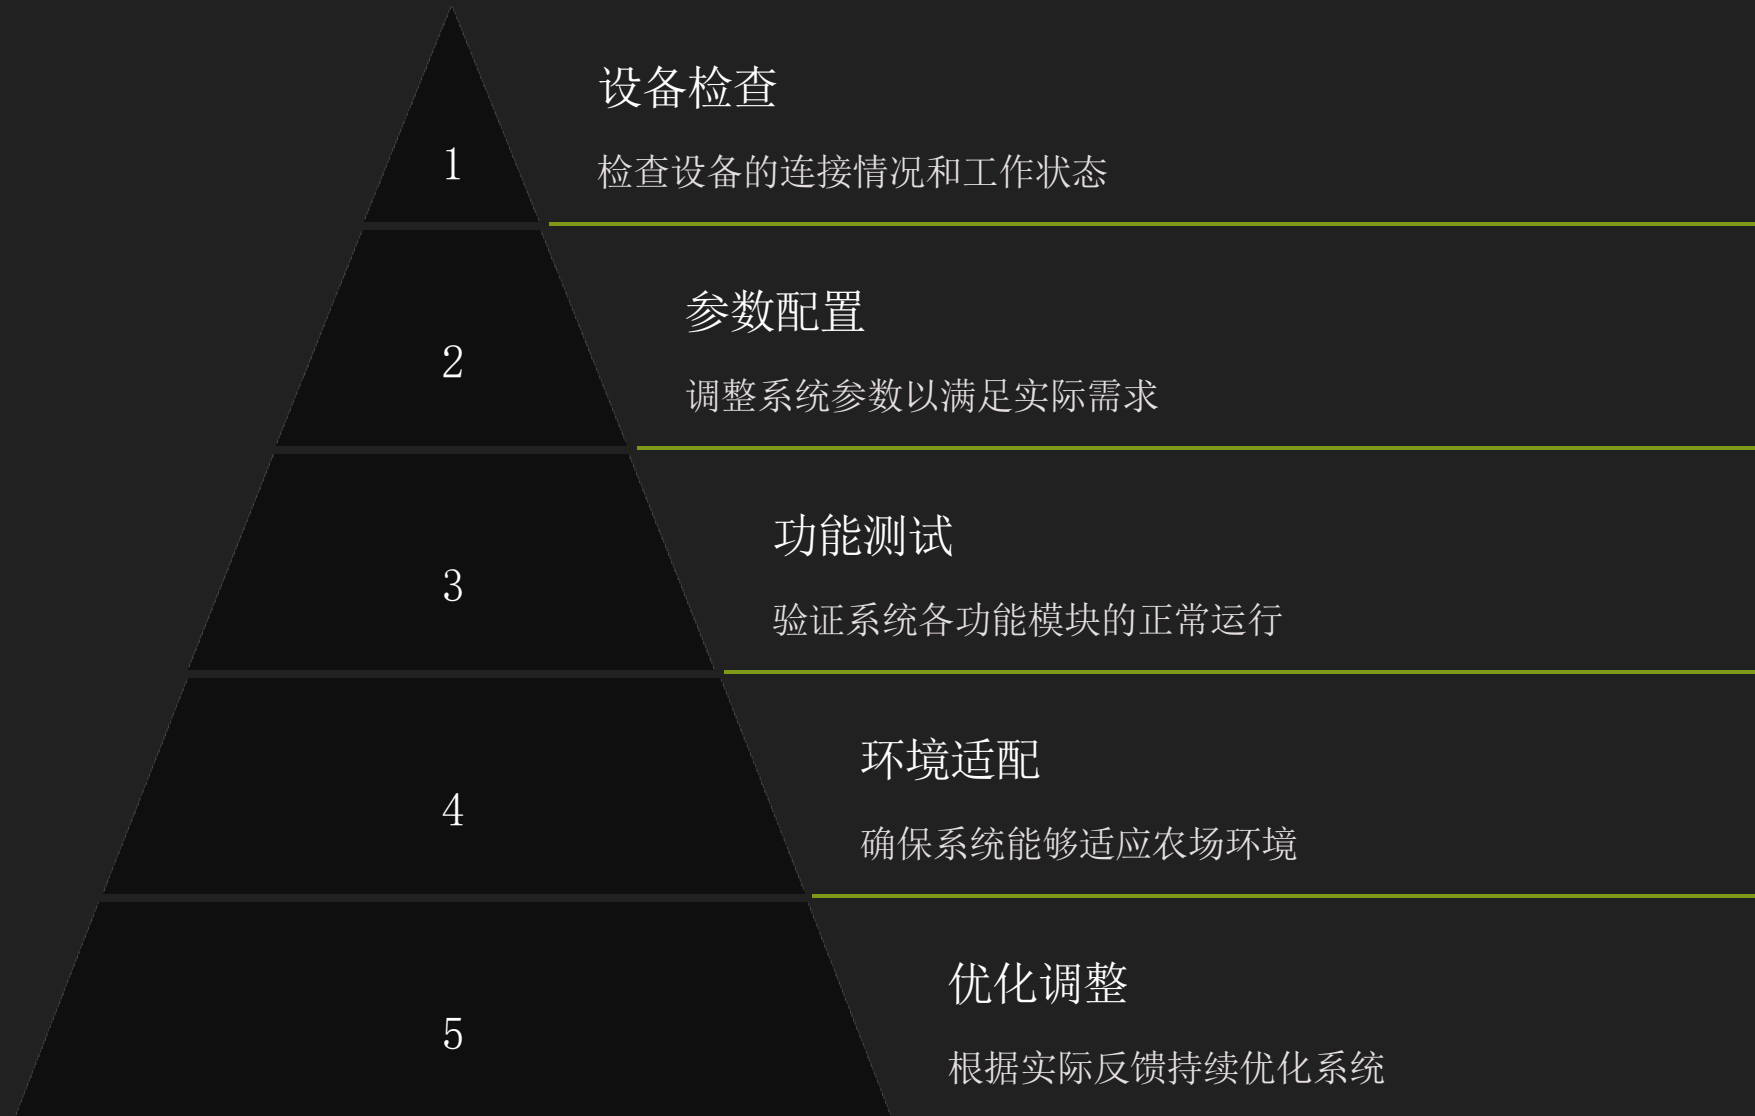 设备检查
1
检查设备的连接情况和工作状态
参数配置
2
调整系统参数以满足实际需求
功能测试
3
验证系统各功能模块的正常运行
环境适配
4
确保系统能够适应农场环境
优化调整
5
根据实际反馈持续优化系统